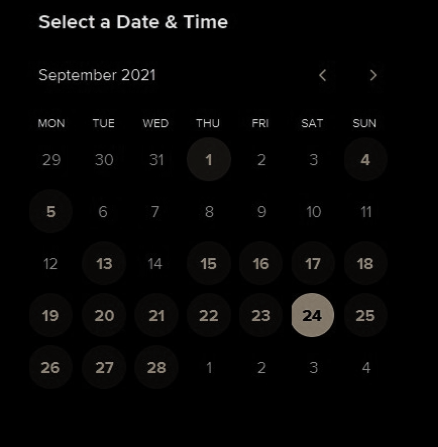 Select a Date & Time
September 2021
MON TUE WED THU FRI SAT SUN
29 30 31 1 2 3 4
5 6 7 8 9 10 11
12 13 14 15 16 17 18
19 20 21 22 23 24 25
26 27 28 1 2 3 4